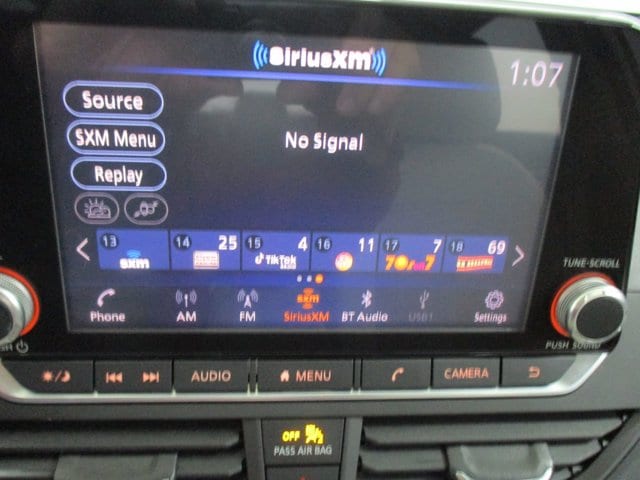 SiriusXM
1:07
Source
SXM Menu
Replay
No Signal
13 sxm 14 25 15 TikTok RADIO 4 16 11 17 70s on 7 7 18 69
Phone AM FM SiriusXM BT Audio USB1 Settings
TUNE·SCROLL
PUSH SOUND
AUDIO MENU CAMERA
OFF
PASS AIR BAG